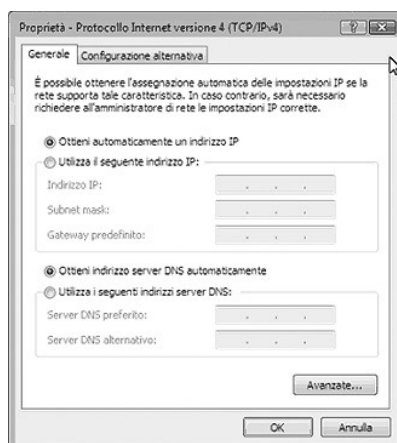 Proprietà - Protocollo Internet versione 4 (TCP/IPv4)
Generale
Configurazione alternativa
È possibile ottenere l'assegnazione automatica delle impostazioni IP se la
rete supporta tale caratteristica. In caso contrario, sarà necessario
richiedere all'amministratore di rete le impostazioni IP corrette.
Ottieni automaticamente un indirizzo IP
Utilizza il seguente indirizzo IP:
Indirizzo IP:
Subnet mask:
Gateway predefinito:
Ottieni indirizzo server DNS automaticamente
Utilizza i seguenti indirizzi server DNS:
Server DNS preferito:
Server DNS alternativo:
Avanzate...
OK
Annulla